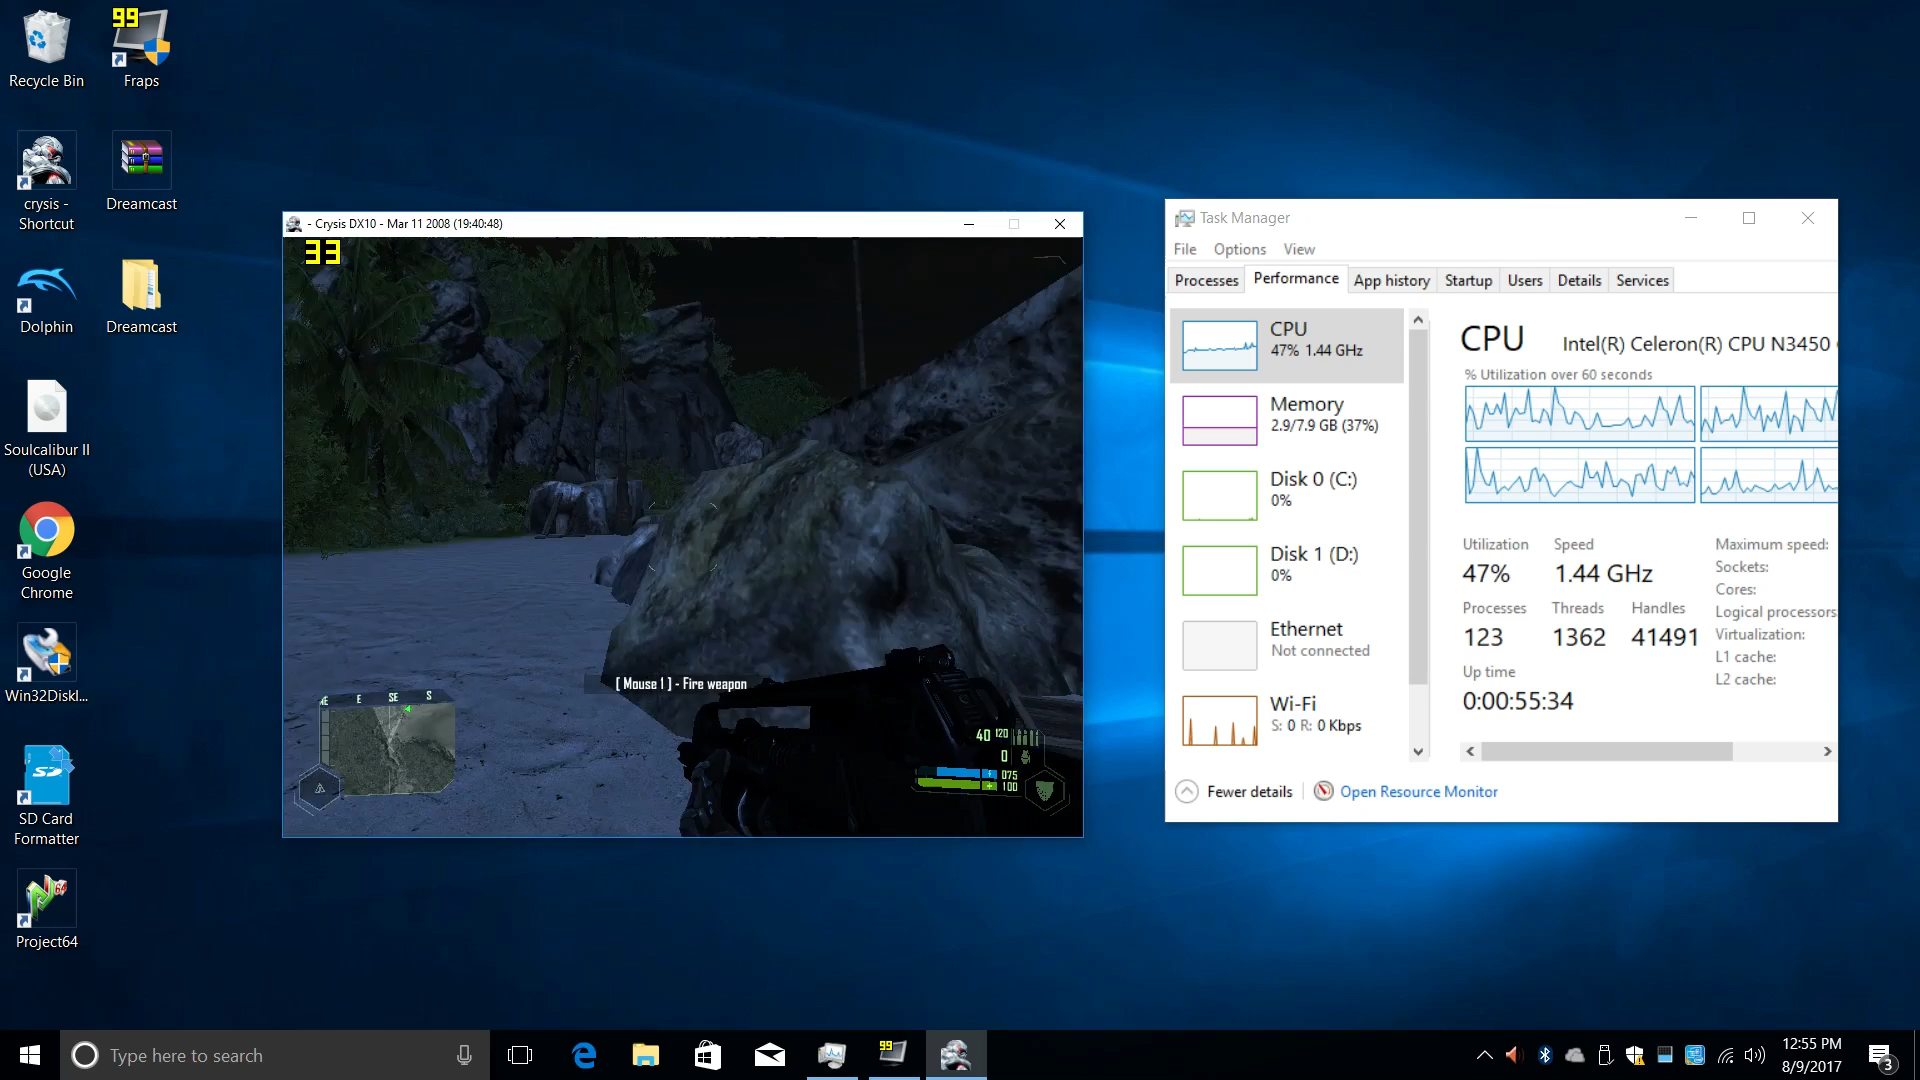 99
Recycle Bin
Fraps
crysis -
Shortcut
Dreamcast
Dolphin
Dreamcast
Soulcalibur II
(USA)
Google
Chrome
Win32DiskI...
SD Card
Formatter
Project64
- Crysis DX10 - Mar 11 2008 (19:40:48)
33
[ Mouse 1 ] - Fire weapon
E SE S
40 120
0
075
100
Task Manager
File Options View
Processes Performance App history Startup Users Details Services
CPU
47% 1.44 GHz
Memory
2.9/7.9 GB (37%)
Disk 0 (C:)
0%
Disk 1 (D:)
0%
Ethernet
Not connected
Wi-Fi
S: 0 R: 0 Kbps
CPU Intel(R) Celeron(R) CPU N3450
% Utilization over 60 seconds
Utilization Speed
47% 1.44 GHz
Processes Threads Handles
123 1362 41491
Up time
0:00:55:34
Maximum speed:
Sockets:
Cores:
Logical processors
Virtualization:
L1 cache:
L2 cache:
Fewer details
Open Resource Monitor
Type here to search
99
12:55 PM
8/9/2017
3